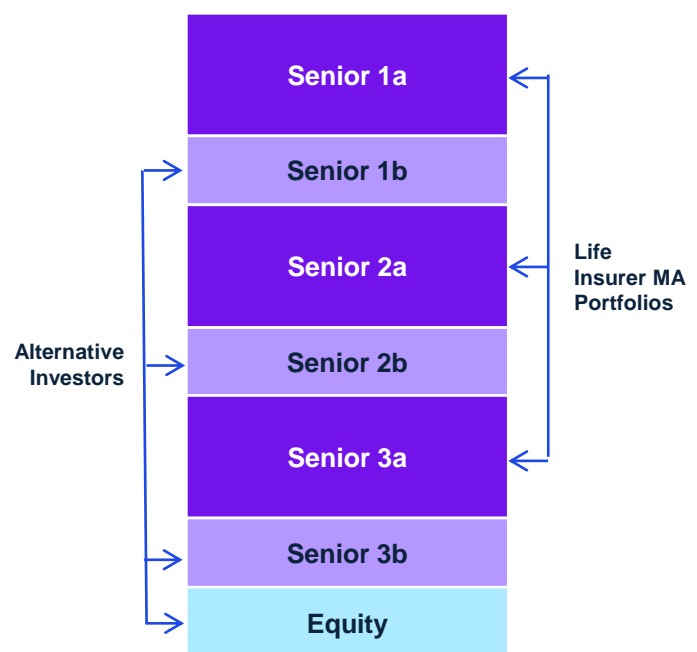 Senior 1a
Senior 1b
Senior 2a
Life
Insurer MA
Portfolios
Alternative
Investors
Senior 2b
Senior 3a
Senior 3b
Equity